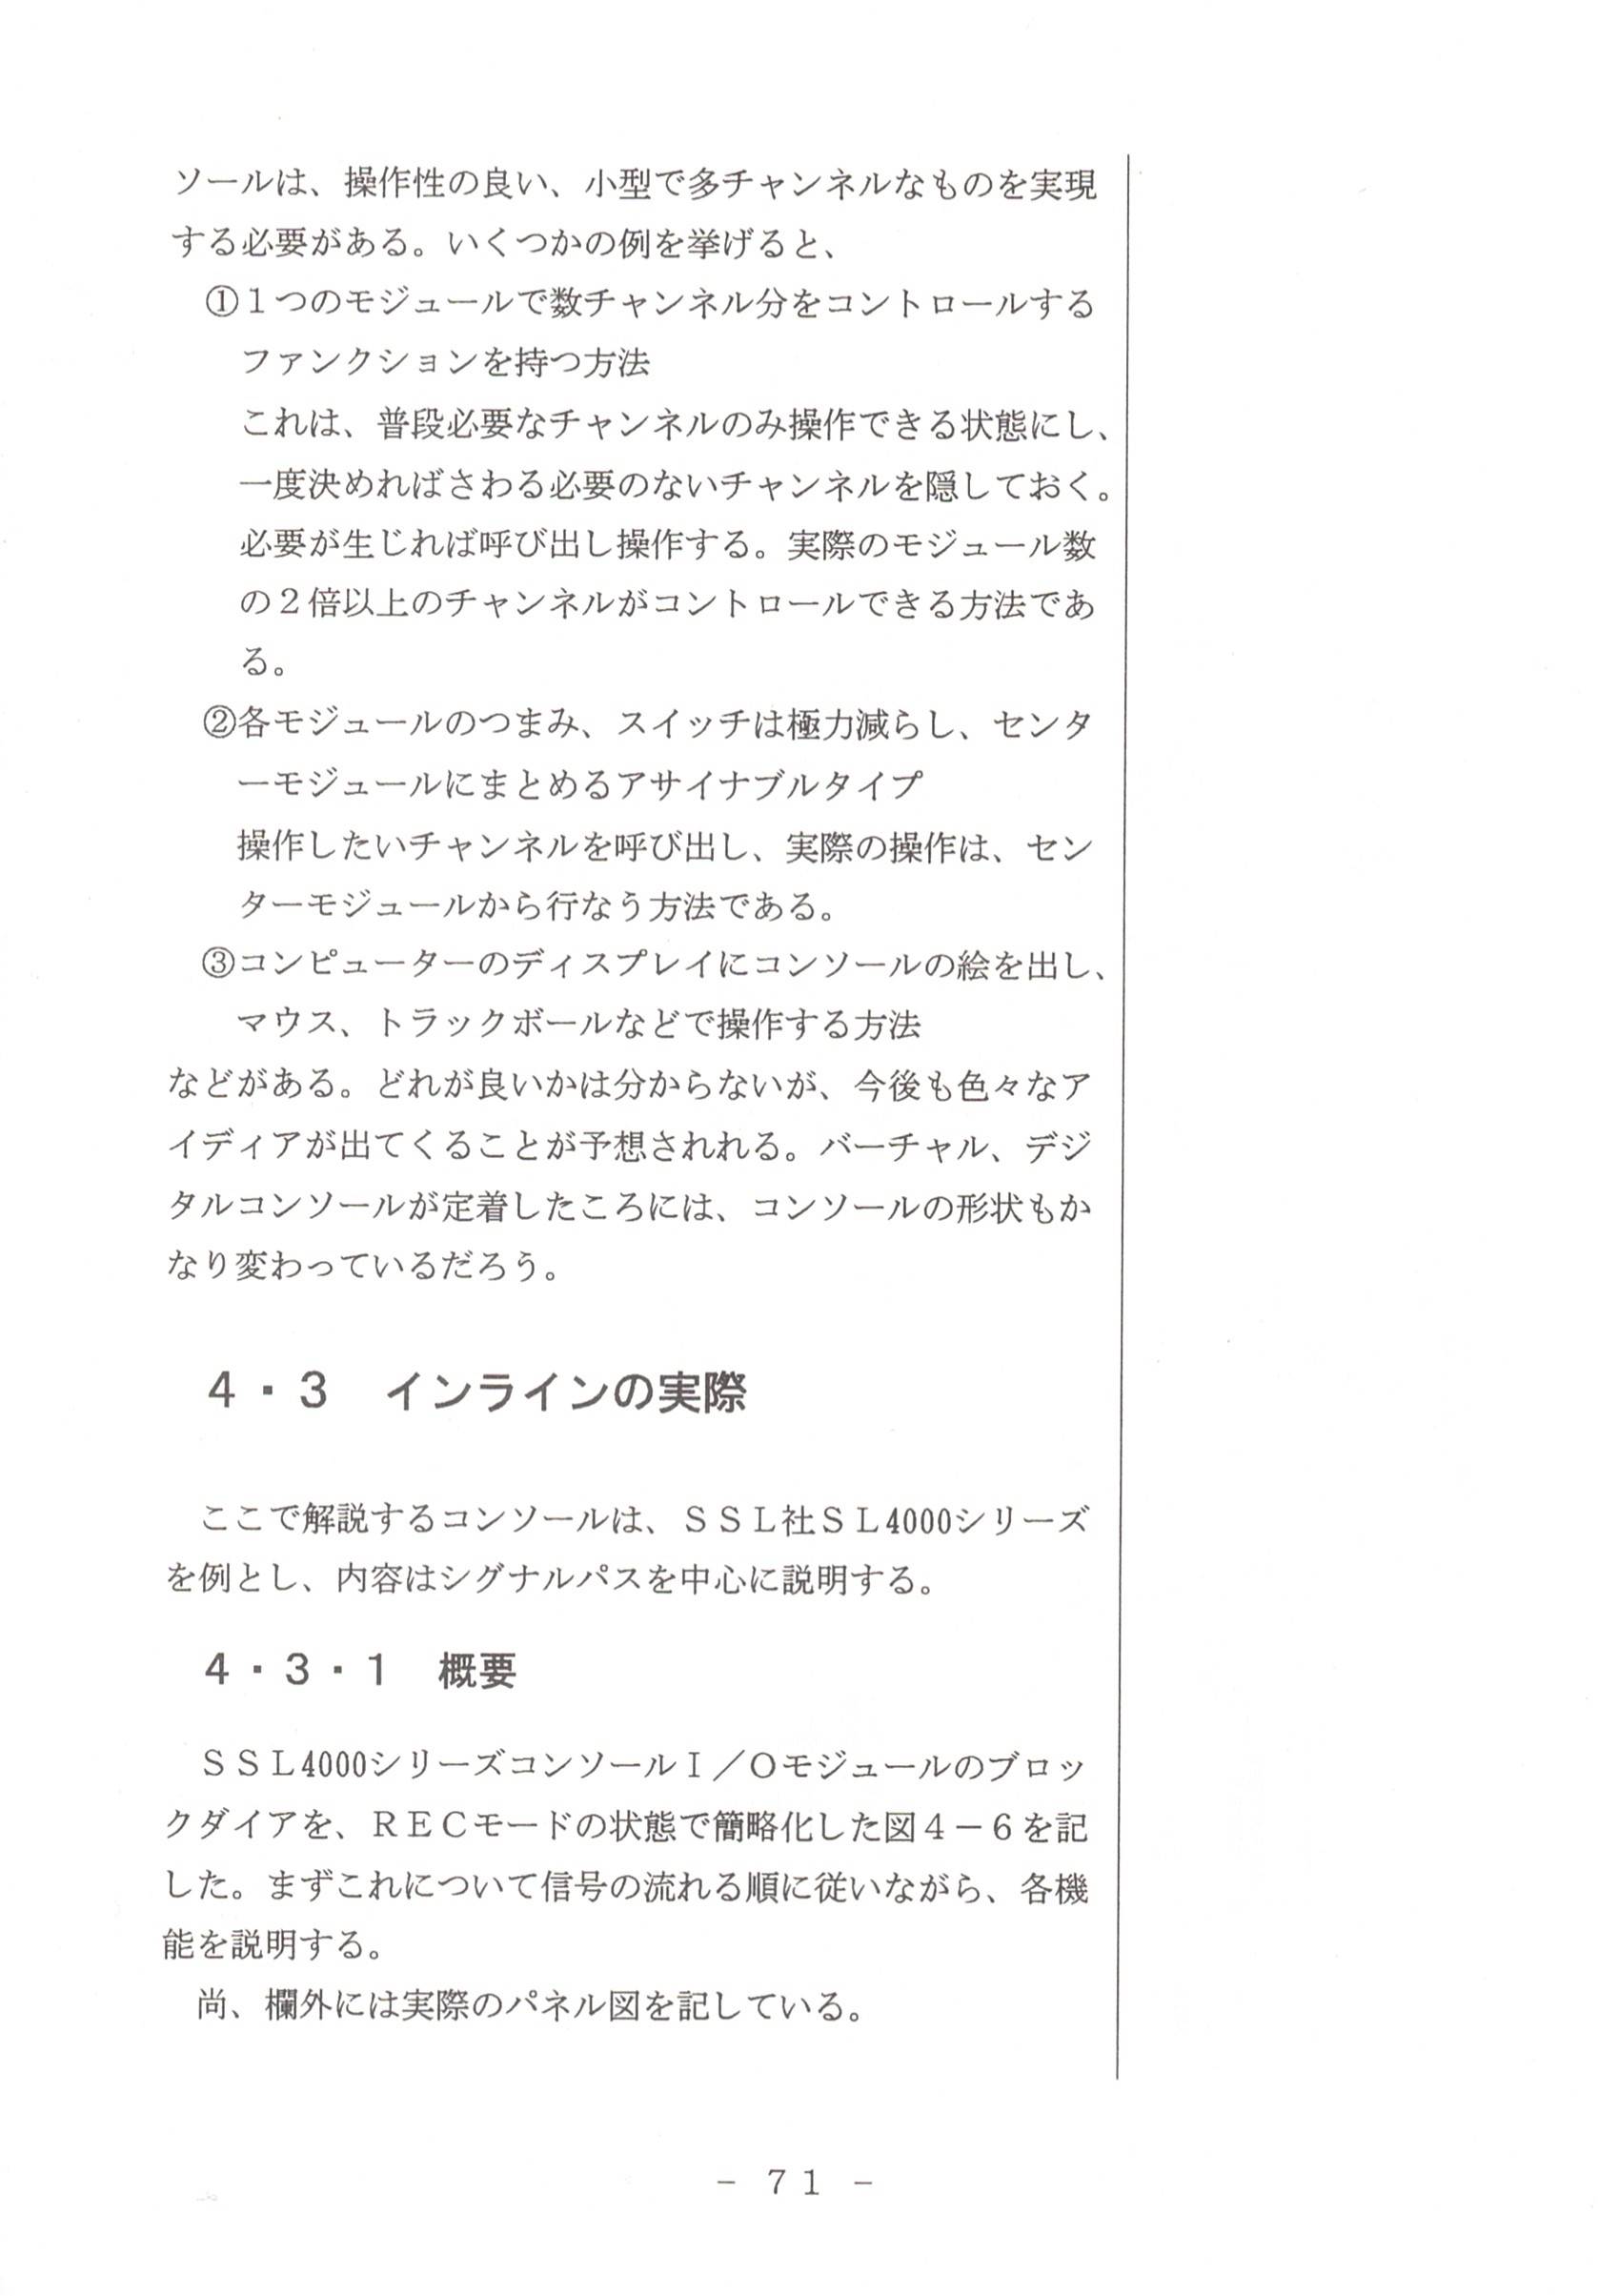 ソールは、操作性の良い、小型で多チャンネルなものを実現
する必要がある。いくつかの例を挙げると、
①１つのモジュールで数チャンネル分をコントロールする
ファンクションを持つ方法
これは、普段必要なチャンネルのみ操作できる状態にし、
一度決めればさわる必要のないチャンネルを隠しておく。
必要が生じれば呼び出し操作する。実際のモジュール数
の２倍以上のチャンネルがコントロールできる方法であ
る。
②各モジュールのつまみ、スイッチは極力減らし、センタ
ーモジュールにまとめるアサイナブルタイプ
操作したいチャンネルを呼び出し、実際の操作は、セン
ターモジュールから行なう方法である。
③コンピューターのディスプレイにコンソールの絵を出し、
マウス、トラックボールなどで操作する方法
などがある。どれが良いかは分からないが、今後も色々なア
イディアが出てくることが予想されれる。バーチャル、デジ
タルコンソールが定着したころには、コンソールの形状もか
なり変わっているだろう。
４・３　インラインの実際
ここで解説するコンソールは、ＳＳＬ社ＳＬ4000シリーズ
を例とし、内容はシグナルパスを中心に説明する。
４・３・１　概要
ＳＳＬ4000シリーズコンソールＩ／Ｏモジュールのブロッ
クダイアを、ＲＥＣモードの状態で簡略化した図４－６を記
した。まずこれについて信号の流れる順に従いながら、各機
能を説明する。
尚、欄外には実際のパネル図を記している。
－ ７１ －